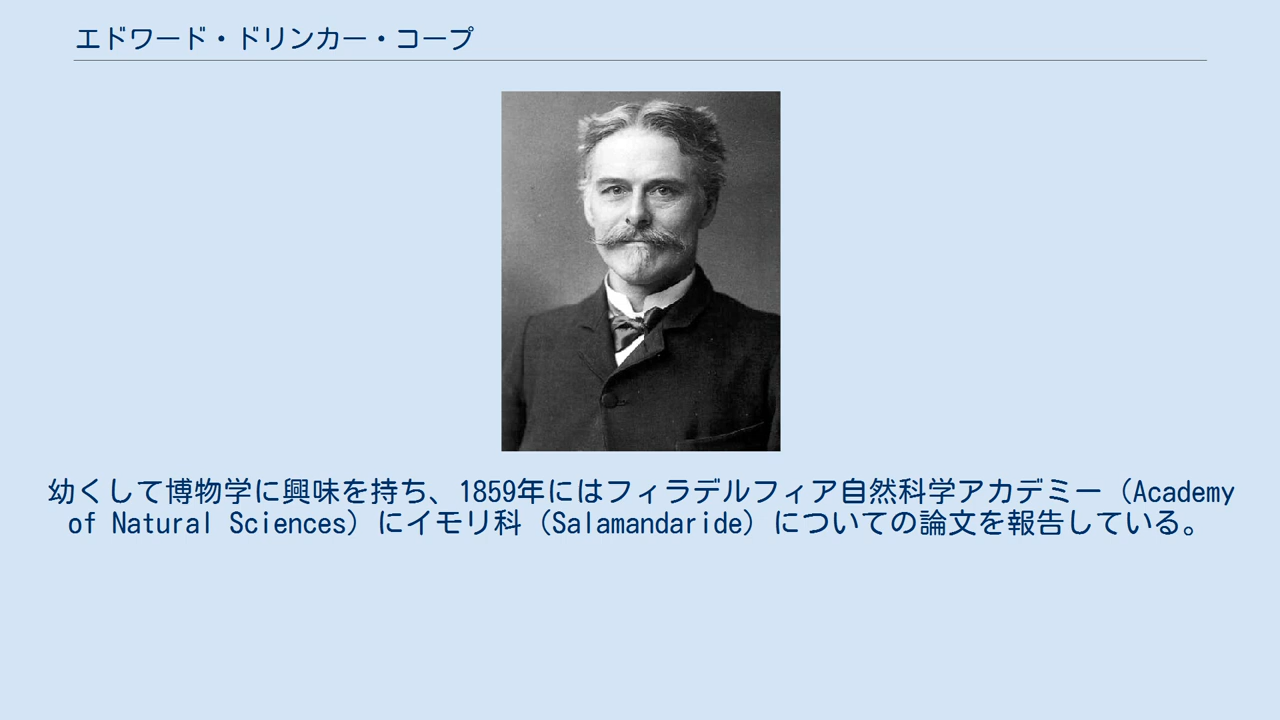 エドワード・ドリンカー・コープ
幼くして博物学に興味を持ち、1859年にはフィラデルフィア自然科学アカデミー（Academy
of Natural Sciences）にイモリ科（Salamandaride）についての論文を報告している。